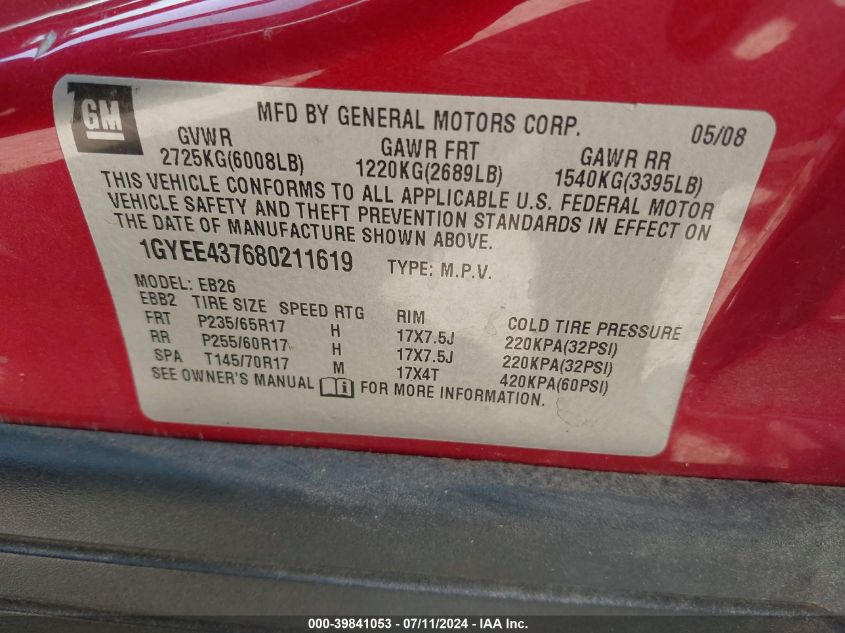 GM
MFD BY GENERAL MOTORS CORP. 05/08
GVWR GAWR FRT GAWR RR
2725KG(6008LB) 1220KG(2689LB) 1540KG(3395LB)
THIS VEHICLE CONFORMS TO ALL APPLICABLE U.S. FEDERAL MOTOR
VEHICLE SAFETY AND THEFT PREVENTION STANDARDS IN EFFECT ON
THE DATE OF MANUFACTURE SHOWN ABOVE.
1GYEE437680211619 TYPE: M.P.V.
MODEL: EB26
EBB2 TIRE SIZE SPEED RTG RIM COLD TIRE PRESSURE
FRT P235/65R17 H 17X7.5J 220KPA(32PSI)
RR P255/60R17 H 17X7.5J 220KPA(32PSI)
SPA T145/70R17 M 17X4T 420KPA(60PSI)
SEE OWNER'S MANUAL i FOR MORE INFORMATION.
000-39841053 - 07/11/2024 - IAA Inc.